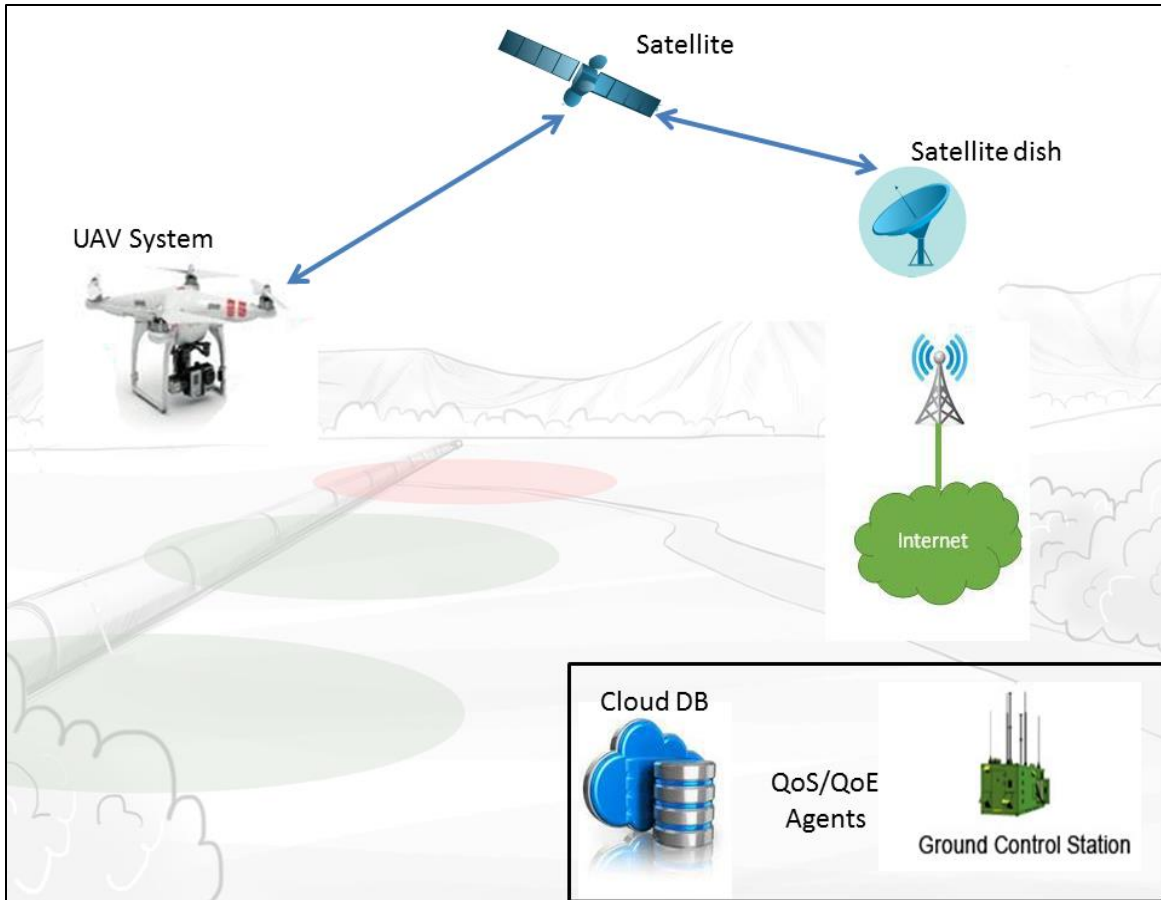 Satellite
Satellite dish
UAV System
Internet
Cloud DB
QoS/QoE
Agents
Ground Control Station